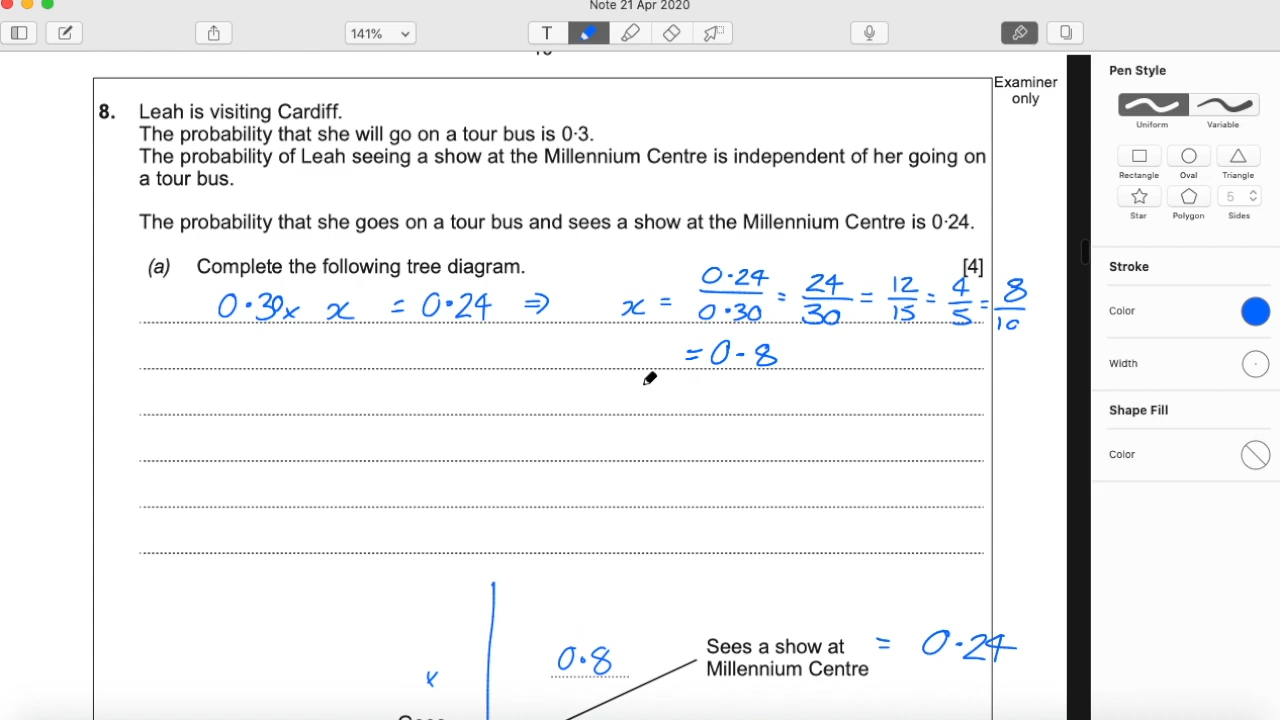 Note 21 Apr 2020
141%
T
Examiner
only
8. Leah is visiting Cardiff.
The probability that she will go on a tour bus is 0·3.
The probability of Leah seeing a show at the Millennium Centre is independent of her going on
a tour bus.
The probability that she goes on a tour bus and sees a show at the Millennium Centre is 0·24.
(a) Complete the following tree diagram. [4]
0·30 x x = 0·24 ⇒ x = 0·24/0·30 = 24/30 = 12/15 = 4/5 = 8/10
= 0-8
x
0.8
Sees a show at
Millennium Centre
= 0·24
Pen Style
Uniform Variable
Rectangle Oval Triangle
5
Star Polygon Sides
Stroke
Color
Width
Shape Fill
Color